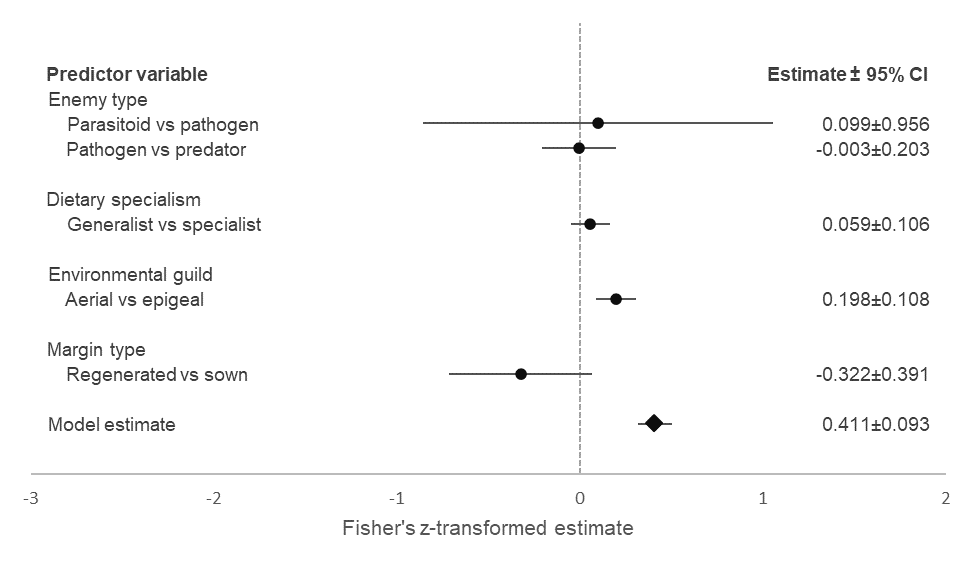 Predictor variable Estimate± 95% CI
Enemy type
Parasitoid vs pathogen 0.099±0.956
Pathogen vs predator -0.003±0.203
Dietary specialism
Generalist vs specialist 0.059±0.106
Environmental guild
Aerial vs epigeal 0.198±0.108
Margin type
Regenerated vs sown -0.322±0.391
Model estimate 0.411±0.093
-3 -2 -1 0 1 2
Fisher's z-transformed estimate